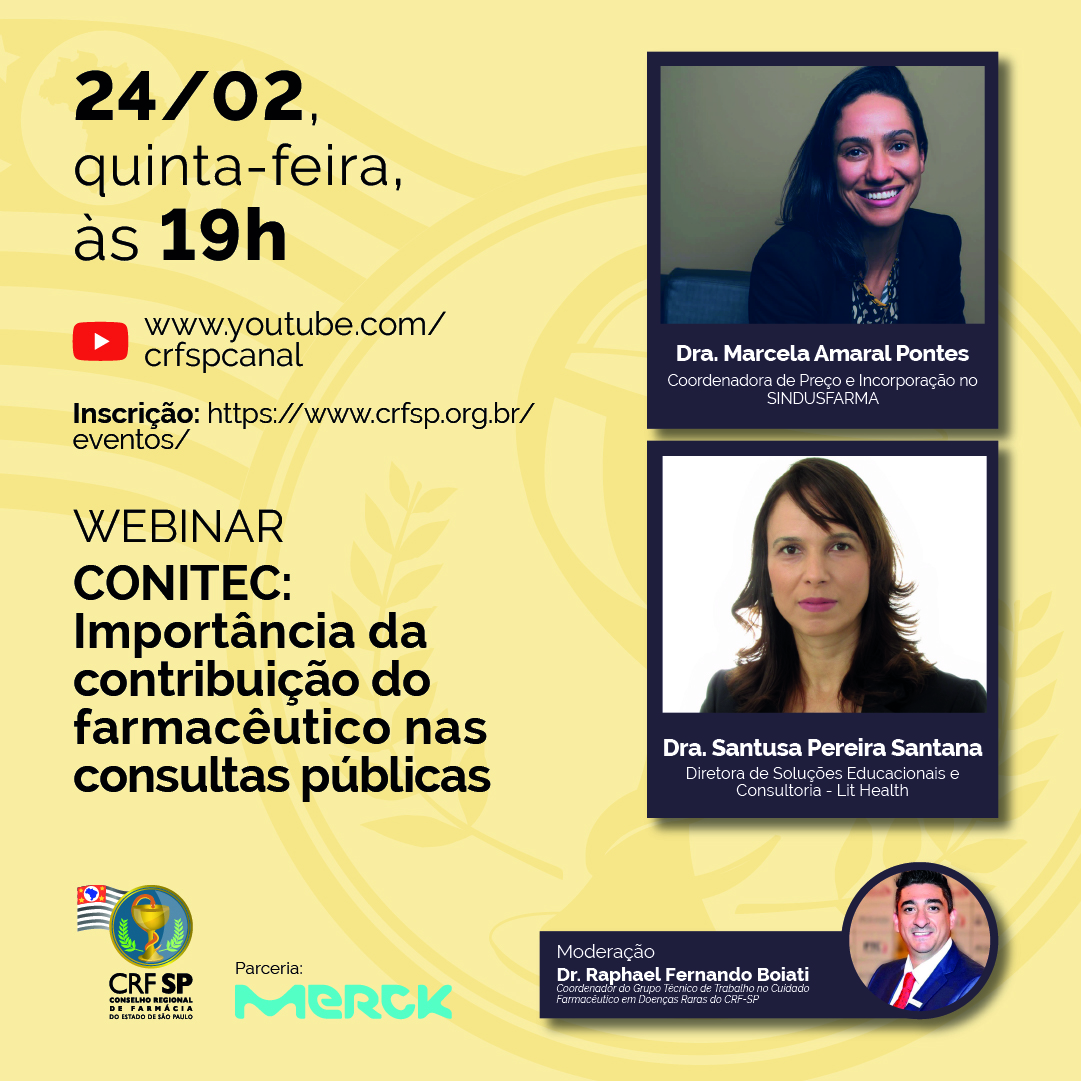 24/02,
quinta-feira,
às 19h
www.youtube.com/
crfspcanal
Inscrição: https://www.crfsp.org.br/
eventos/
WEBINAR
CONITEC:
Importância da
contribuição do
farmacêutico nas
consultas públicas
Dra. Marcela Amaral Pontes
Coordenadora de Preço e Incorporação no
SINDUSFARMA
Dra. Santusa Pereira Santana
Diretora de Soluções Educacionais e
Consultoria - Lit Health
CRF SP
CONSELHO REGIONAL
DE FARMÁCIA
DO ESTADO DE SÃO PAULO
Parceria:
MERCK
Moderação
Dr. Raphael Fernando Boiati
Coordenador do Grupo Técnico de Trabalho no Cuidado
Farmacêutico em Doenças Raras do CRF-SP